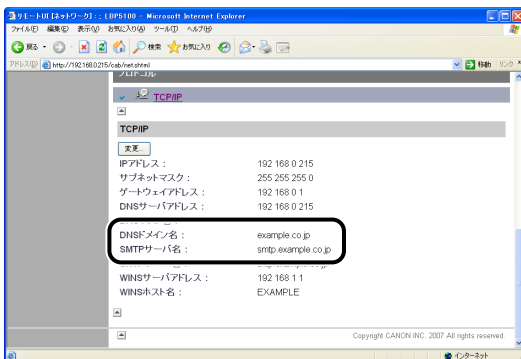 リモートUI [ネットワーク] : ; LBP5100 - Microsoft Internet Explorer
ファイル(F) 編集(E) 表示(V) お気に入り(A) ツール(T) ヘルプ(H)
戻る 検索 お気に入り
アドレス(D) http://192.168.0.215/cab/net.shtml 移動 リンク
プロトコル
TCP/IP
TCP/IP
変更...
IPアドレス : 192.168.0.215
サブネットマスク : 255.255.255.0
ゲートウェイアドレス : 192.168.0.1
DNSサーバアドレス : 192.168.0.215
DNSドメイン名 : example.co.jp
SMTPサーバ名 : smtp.example.co.jp
WINSサーバアドレス : 192.168.1.1
WINSホスト名 : EXAMPLE
Copyright CANON INC. 2007 All rights reserved.
インターネット